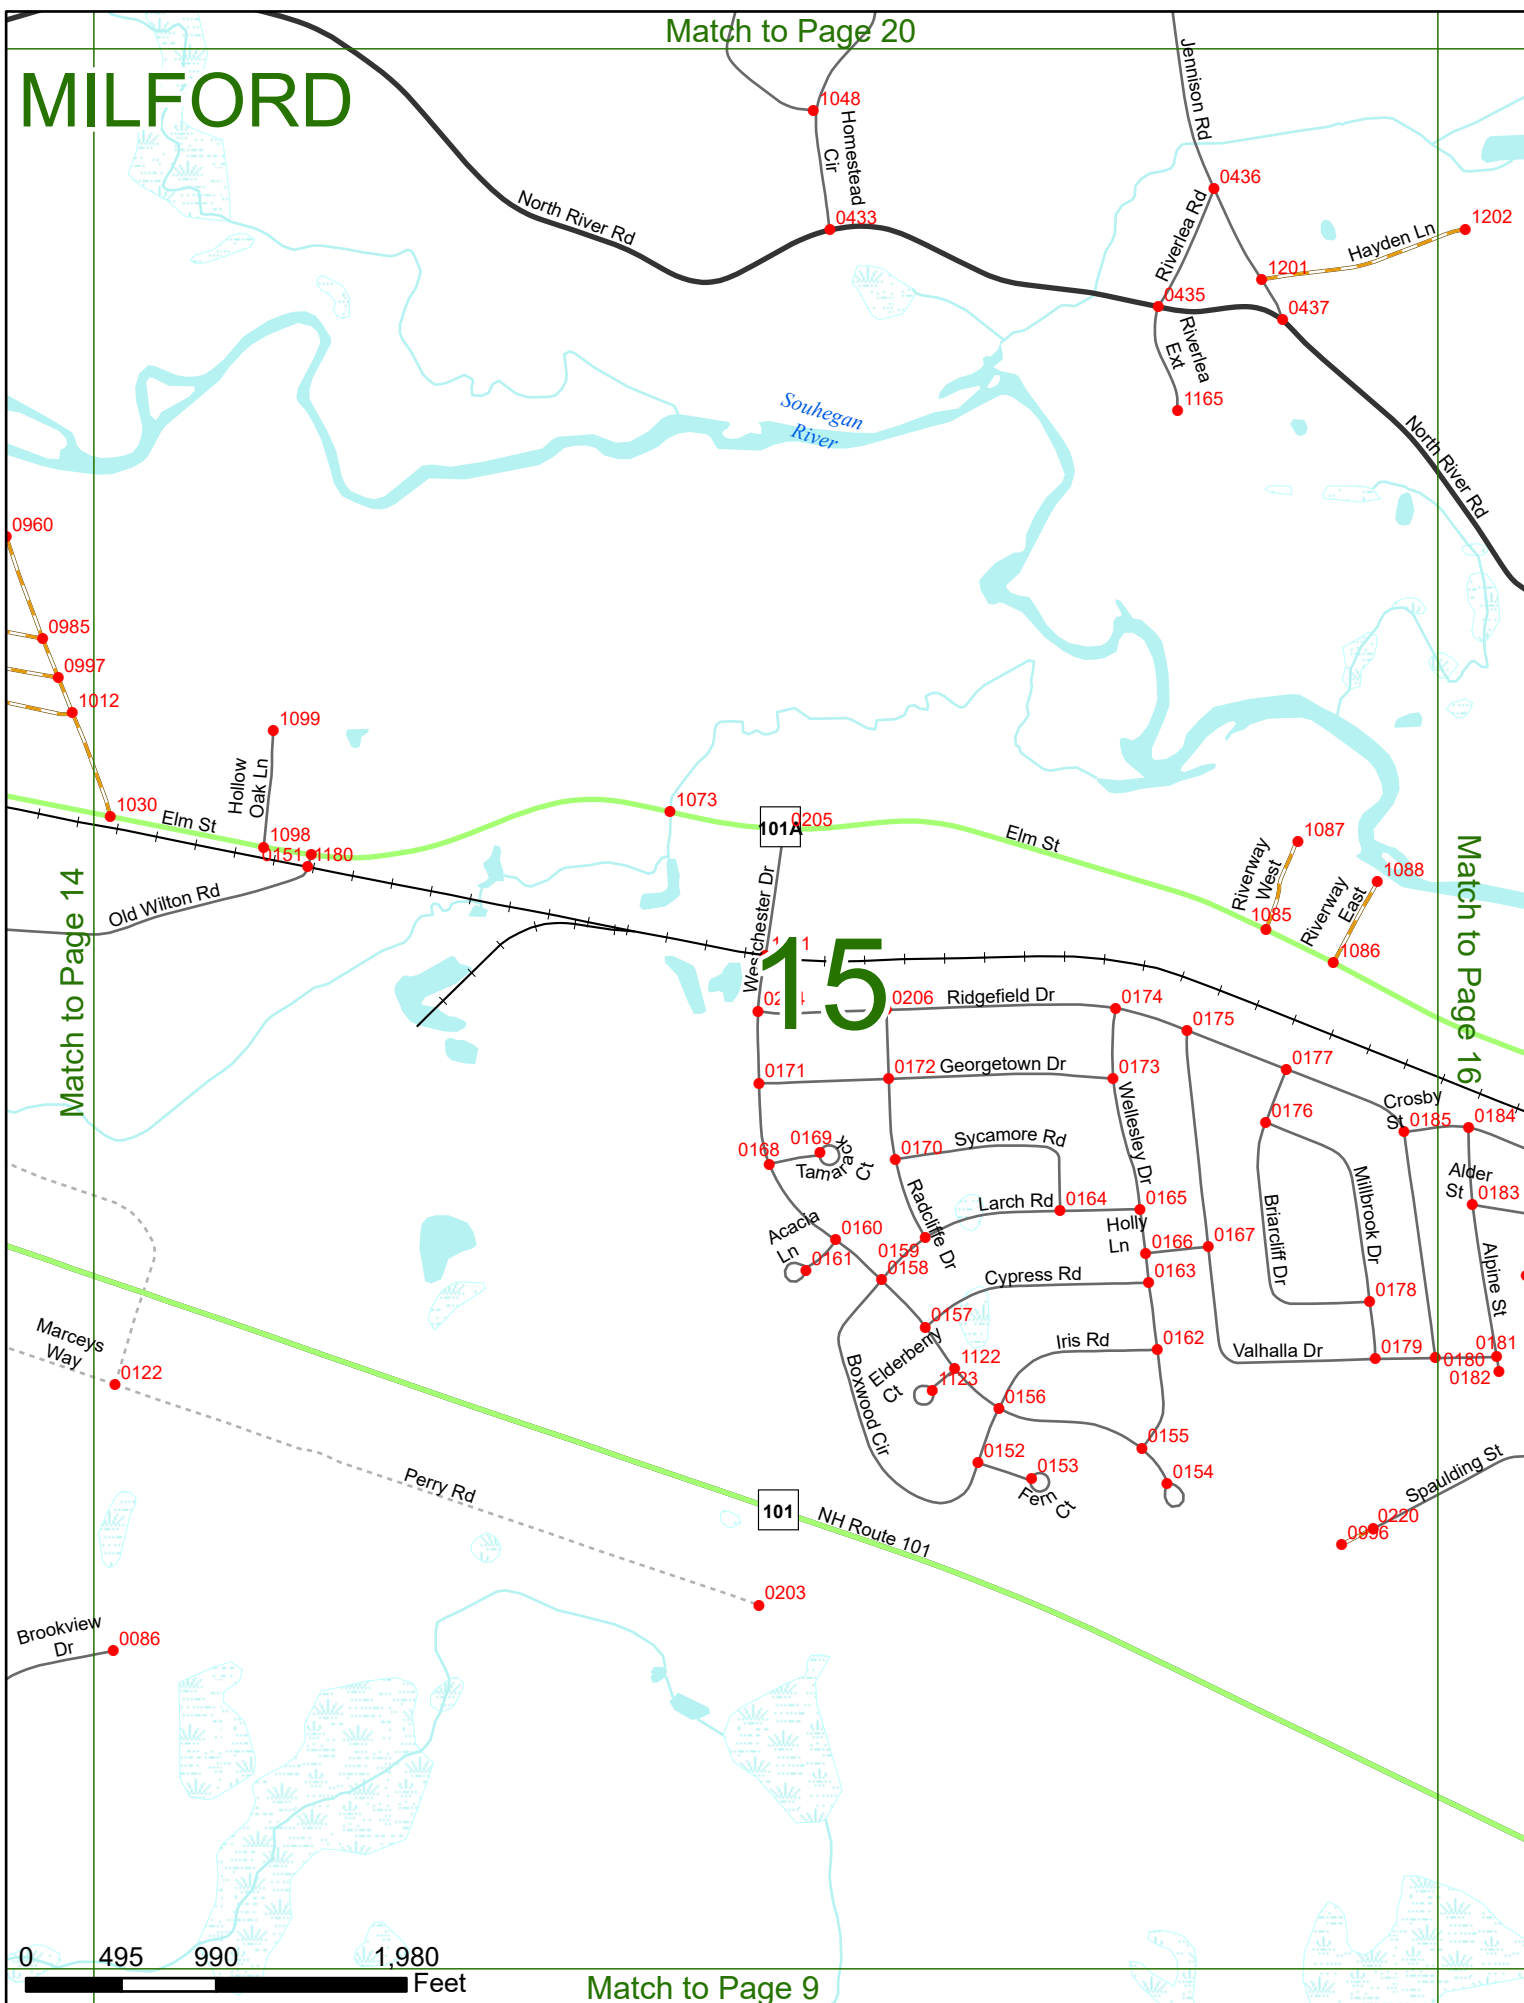 Match to Page 20
MILFORD
1048
Homestead
Cir
0433
North River Rd
Jennison Rd
0436
Riverlea Rd
1202
Hayden Ln
1201
0435
0437
Riverlea
Ext
1165
North River Rd
Souhegan
River
0960
0985
0997
1012
1099
Hollow
Oak Ln
1030
Elm St
1098
0151
1180
Old Wilton Rd
1073
101A
0205
Elm St
Westchester Dr
15
1087
Riverway
West
1085
1088
Riverway
East
1086
Match to Page 14
Match to Page 16
0206
Ridgefield Dr
0174
0175
0171
0172
Georgetown Dr
0173
0177
0176
Crosby
St
0185
0184
Wellesley Dr
0168
0169
Tamarack
Ct
0170
Sycamore Rd
Radcliffe Dr
Larch Rd
0164
0165
Holly
Ln
0166
0167
Alder
St
0183
Millbrook Dr
Briarcliff Dr
Alpine St
Acacia
Ln
0160
0161
0159
0158
Cypress Rd
0163
0178
0157
Elderberry
Ct
1122
1123
Iris Rd
0162
Valhalla Dr
0179
0180
0181
0182
Boxwood Cir
0156
0155
0152
0153
Fern Ct
0154
Spaulding St
0220
0996
Marceys
Way
0122
Perry Rd
101
NH Route 101
0203
Brookview
Dr
0086
0
495
990
1,980
Feet
Match to Page 9